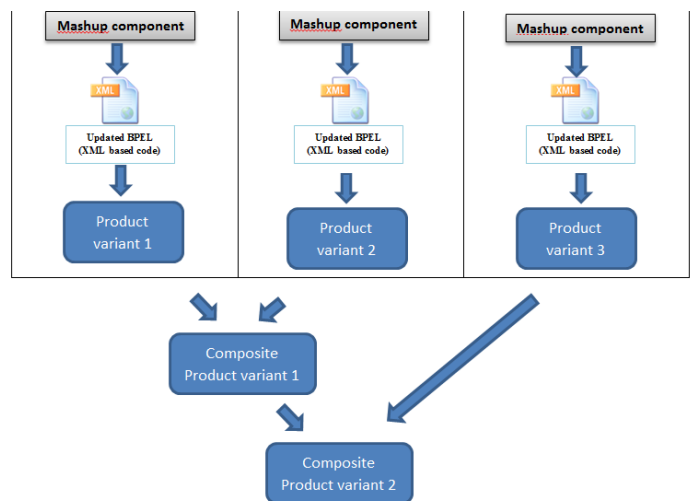 Mashup component
Mashup component
Mashup component
XML
XML
XML
Updated BPEL
(XML based code)
Updated BPEL
(XML based code)
Updated BPEL
(XML based code)
Product
variant 1
Product
variant 2
Product
variant 3
Composite
Product variant 1
Composite
Product variant 2